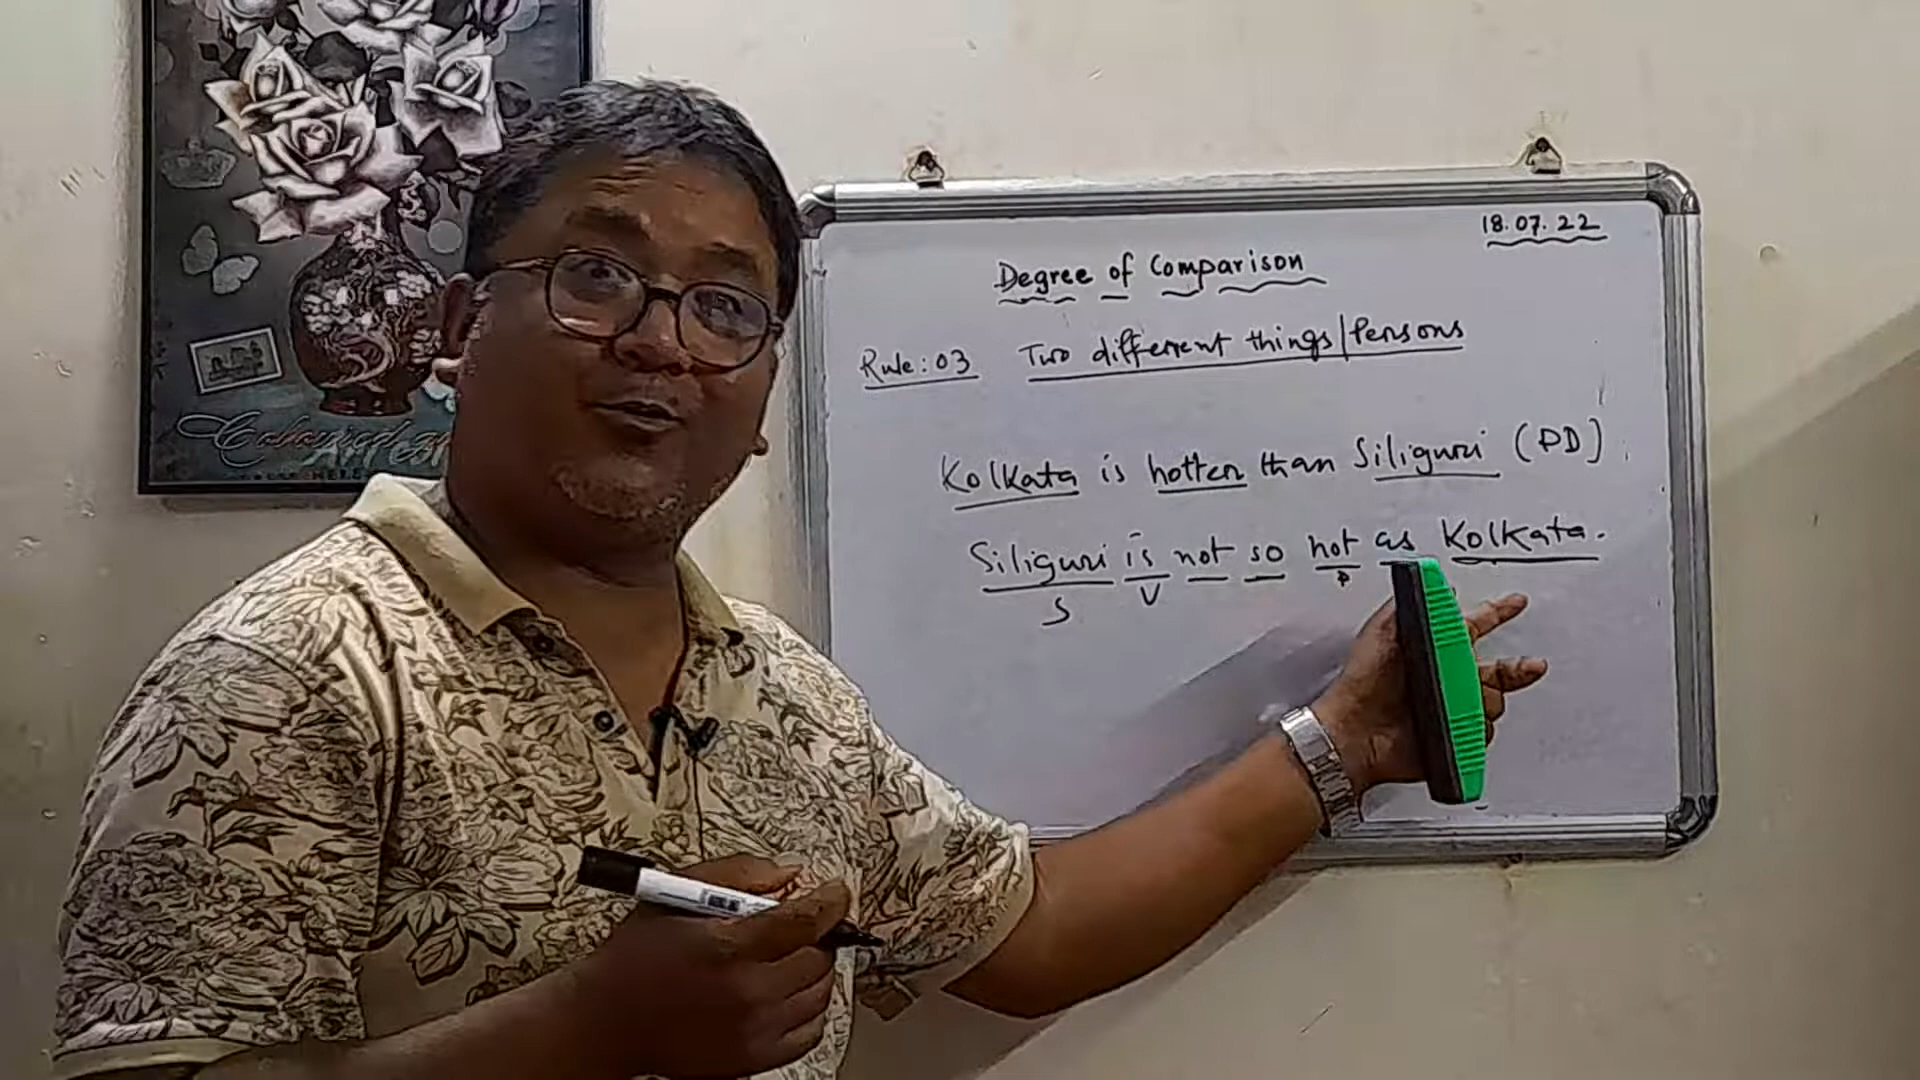 18.07.22
Degree of Comparison
Rule: 03 Two different things/Persons
Kolkata is hotter than Siliguri (PD).
Siliguri is not so hot as Kolkata.
S V P